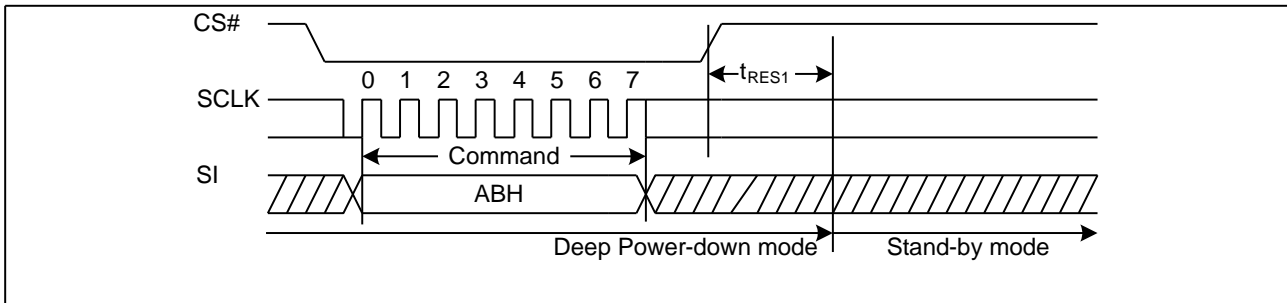 CS#
tRES1
0 1 2 3 4 5 6 7
SCLK
Command
SI
ABH
Deep Power-down mode Stand-by mode